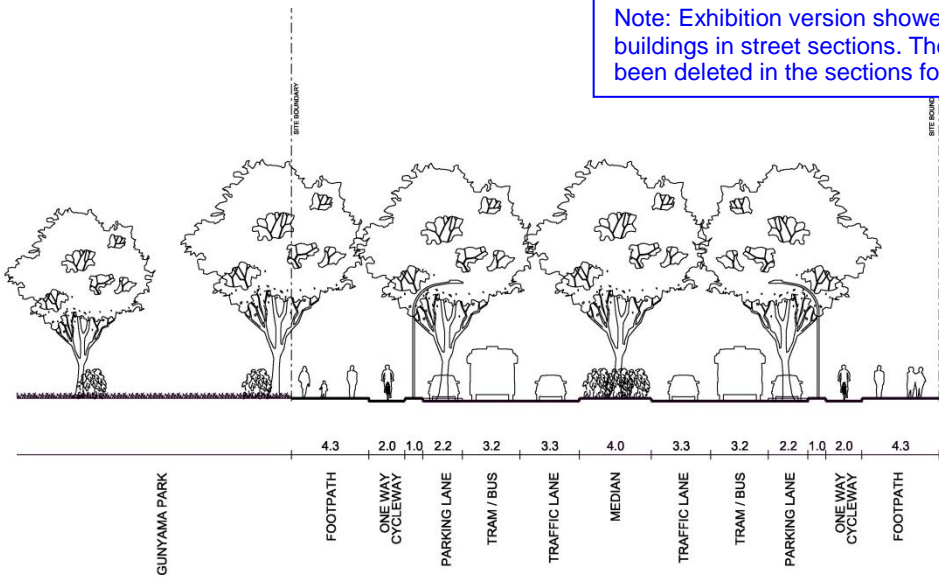 Note: Exhibition version showe
buildings in street sections. The
been deleted in the sections fo
SITE BOUNDARY
SITE BOUND
4.3 2.0 1.0 2.2 3.2 3.3 4.0 3.3 3.2 2.2 1.0 2.0 4.3
GUNYAMA PARK
FOOTPATH
ONE WAY
CYCLEWAY
PARKING LANE
TRAM / BUS
TRAFFIC LANE
MEDIAN
TRAFFIC LANE
TRAM / BUS
PARKING LANE
ONE WAY
CYCLEWAY
FOOTPATH